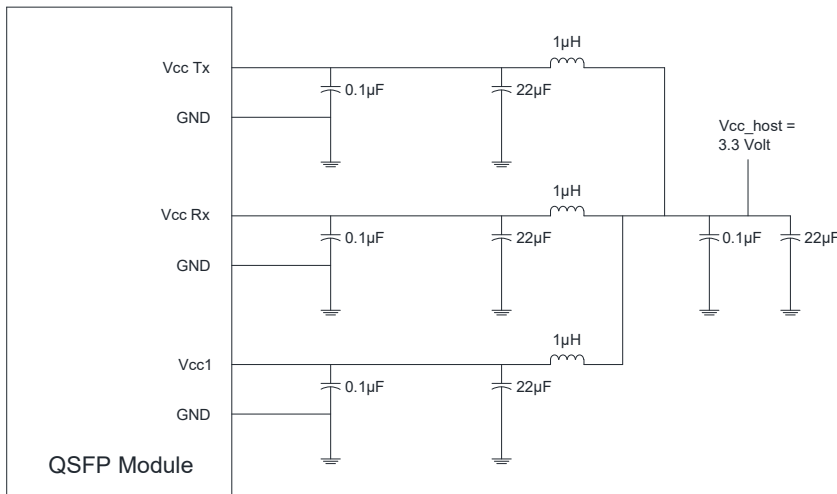 1µH
Vcc Tx
0.1µF
22µF
GND
Vcc_host =
3.3 Volt
1µH
Vcc Rx
0.1µF
22µF
0.1µF
22µF
GND
1µH
Vcc1
0.1µF
22µF
GND
QSFP Module